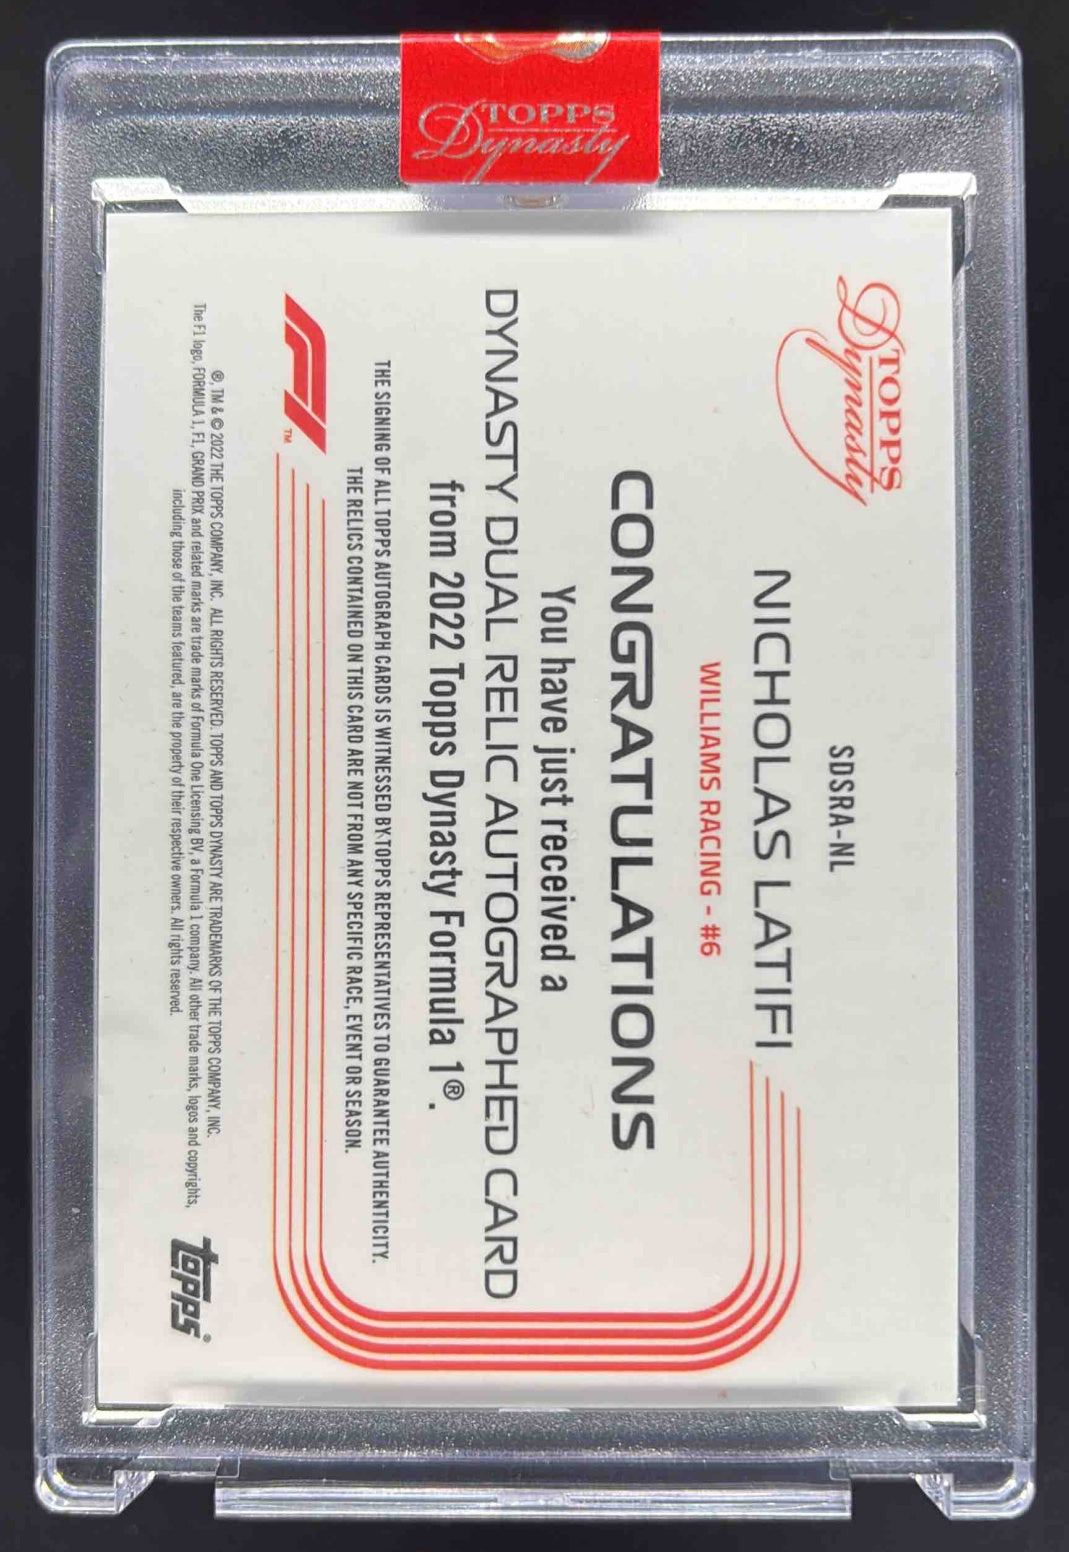 TOPPS
Dynasty
TOPPS
Dynasty
SDSRA-NL
NICHOLAS LATIFI
WILLIAMS RACING - #6
CONGRATULATIONS
You have just received a
DYNASTY DUAL RELIC AUTOGRAPHED CARD
from 2022 Topps Dynasty Formula 1®.
THE SIGNING OF ALL TOPPS AUTOGRAPH CARDS IS WITNESSED BY TOPPS REPRESENTATIVES TO GUARANTEE AUTHENTICITY.
THE RELICS CONTAINED ON THIS CARD ARE NOT FROM ANY SPECIFIC RACE, EVENT OR SEASON.
F1™
®, TM & © 2022 THE TOPPS COMPANY, INC. ALL RIGHTS RESERVED. TOPPS AND TOPPS DYNASTY ARE TRADEMARKS OF THE TOPPS COMPANY, INC.
The F1 logo, FORMULA 1, F1, GRAND PRIX and related marks are trade marks of Formula One Licensing BV, a Formula 1 company. All other trade marks, logos and copyrights,
including those of the teams featured, are the property of their respective owners. All rights reserved.
topps®